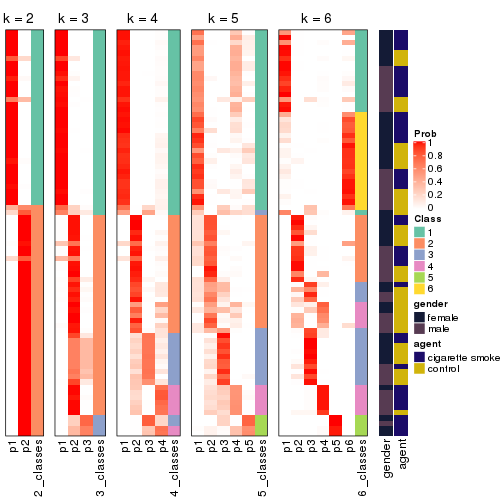 k = 2
k = 3
k = 4
k = 5
k = 6
Prob
1
0.8
0.6
0.4
0.2
0
Class
1
2
3
4
5
6
gender
female
male
agent
cigarette smoke
control
p1
p2
2_classes
p1
p2
p3
3_classes
p1
p2
p3
p4
4_classes
p1
p2
p3
p4
p5
5_classes
p1
p2
p3
p4
p5
p6
6_classes
gender
agent